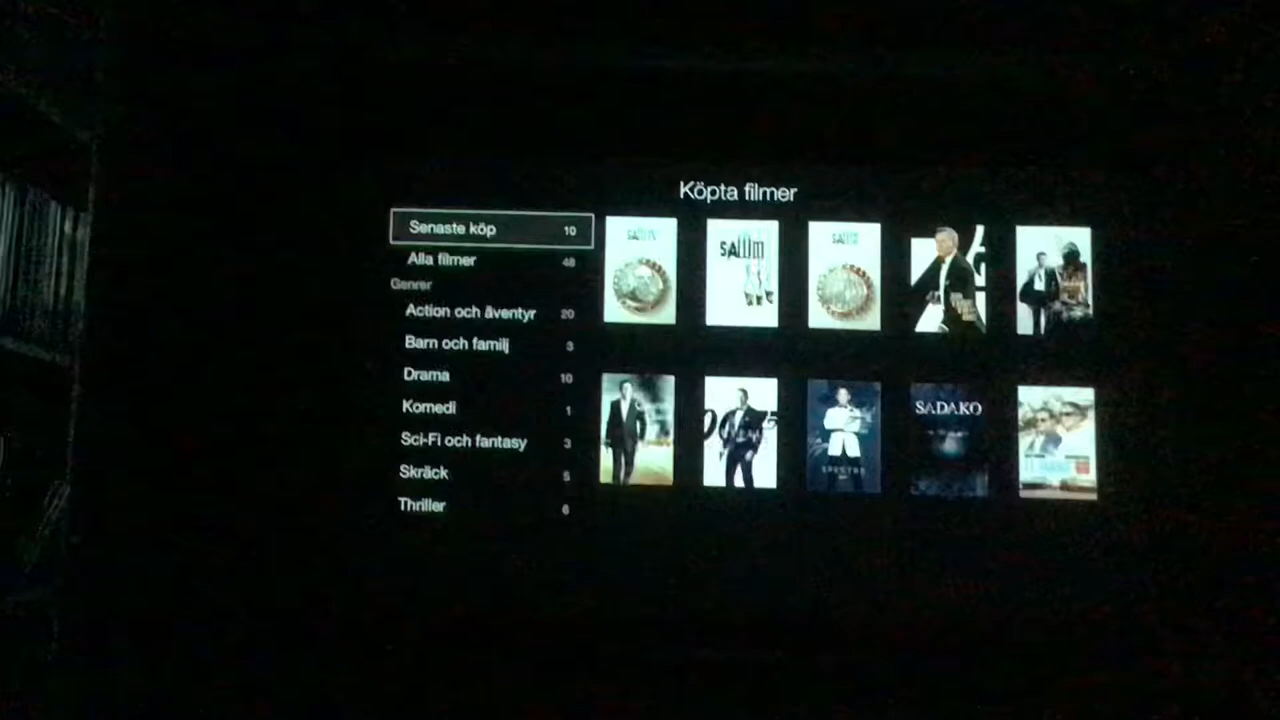 Köpta filmer
Senaste köp 10
Alla filmer 48
Genrer
Action och äventyr 20
Barn och familj 3
Drama 10
Komedi 1
Sci-Fi och fantasy 3
Skräck 5
Thriller 6
SAW
SPECTRE
SADAKO